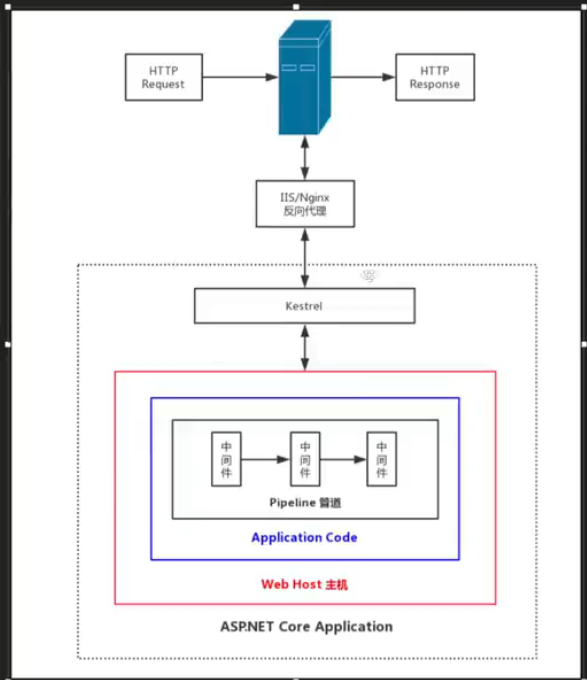 HTTP
Request
HTTP
Response
IIS/Nginx
反向代理
Kestrel
中
间
件
中
间
件
中
间
件
Pipeline 管道
Application Code
Web Host 主机
ASP.NET Core Application